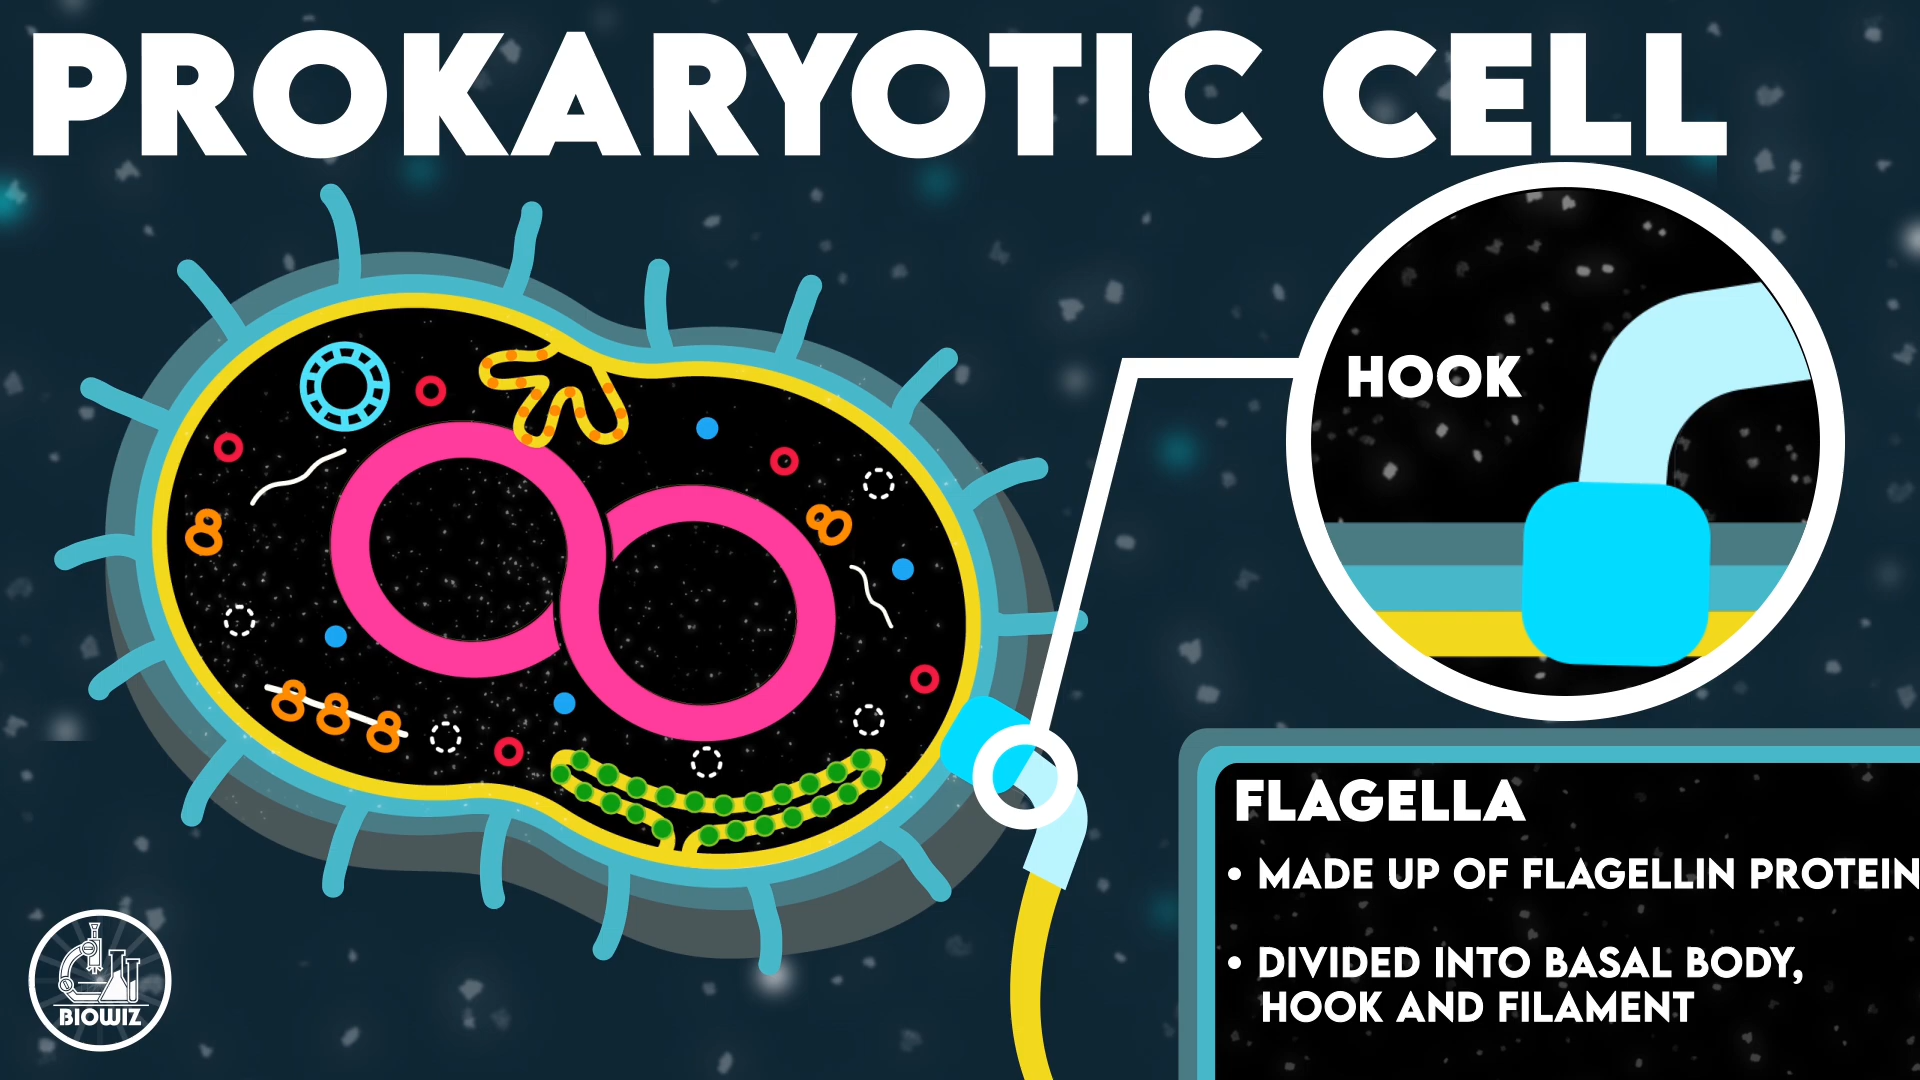 PROKARYOTIC CELL
HOOK
FLAGELLA
• MADE UP OF FLAGELLIN PROTEIN
• DIVIDED INTO BASAL BODY,
HOOK AND FILAMENT
BIOWIZ